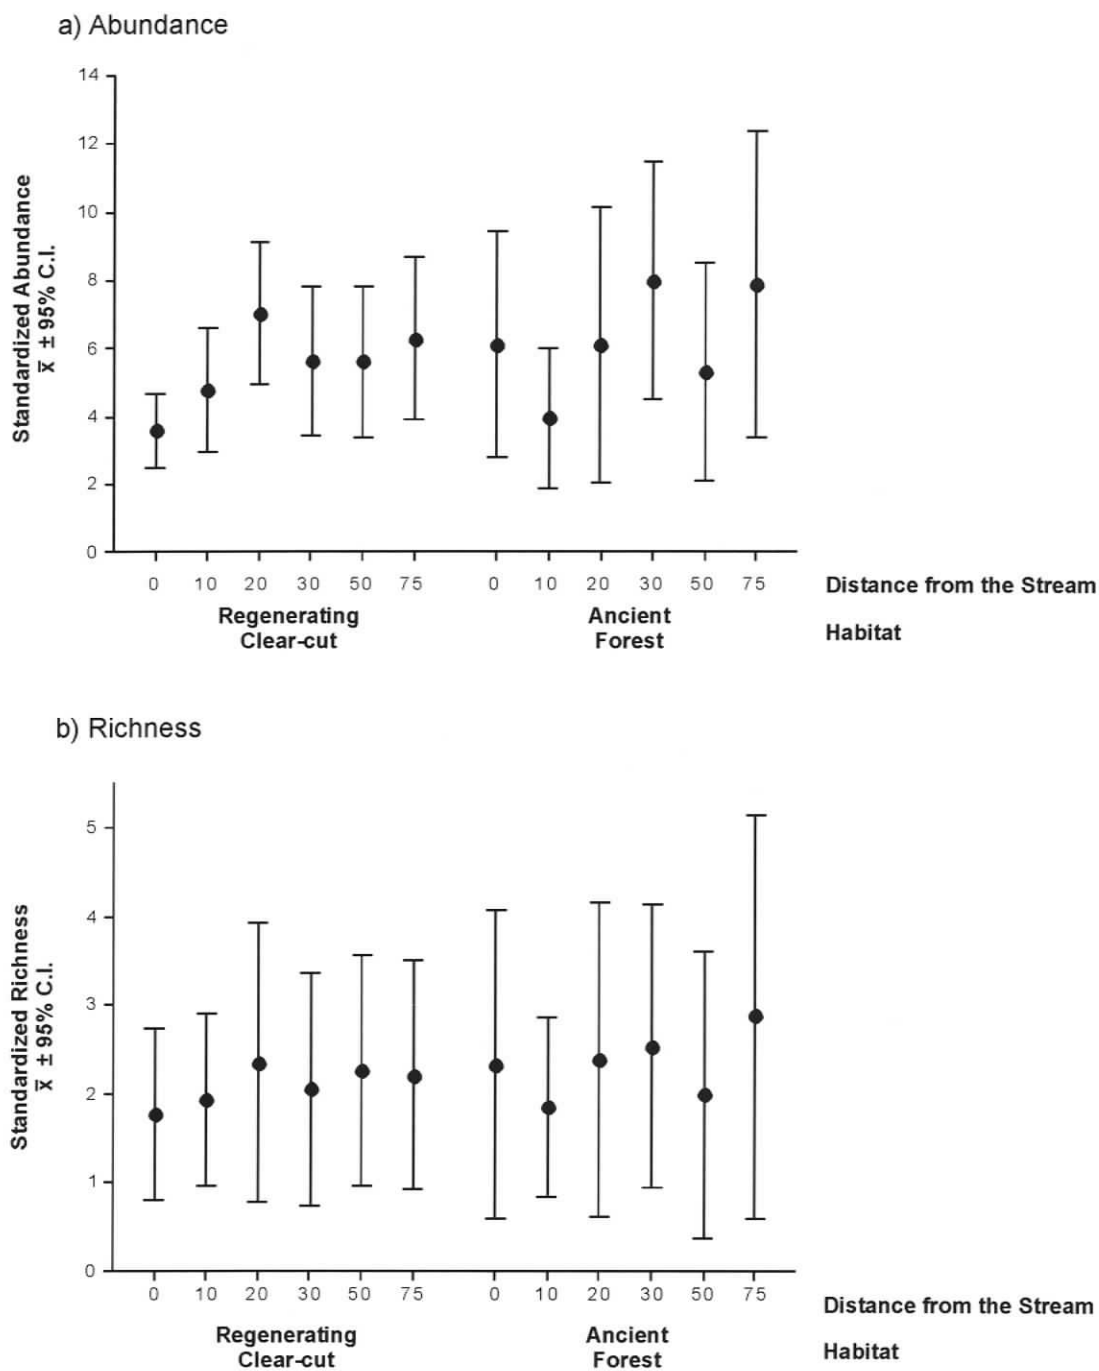 a) Abundance
14
12
10
8
6
4
2
0
Standardized Abundance
x̅ ± 95% C.I.
0 10 20 30 50 75 0 10 20 30 50 75
Distance from the Stream
Regenerating
Clear-cut
Ancient
Forest
Habitat
b) Richness
5
4
3
2
1
0
Standardized Richness
x̅ ± 95% C.I.
0 10 20 30 50 75 0 10 20 30 50 75
Distance from the Stream
Regenerating
Clear-cut
Ancient
Forest
Habitat